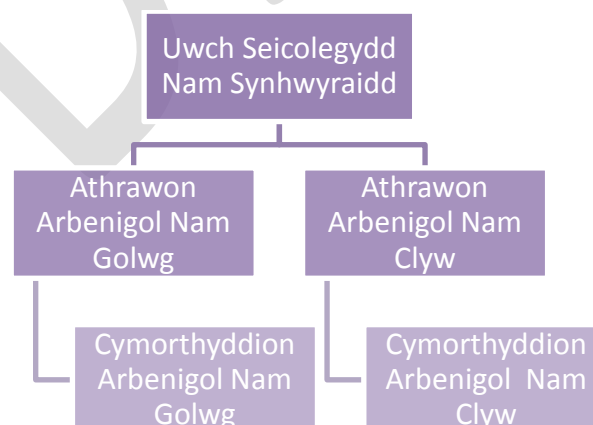 Uwch Seicolegydd
Nam Synhwyraidd
Athrawon
Arbenigol Nam
Golwg
Athrawon
Arbenigol Nam
Clyw
Cymorthyddion
Arbenigol Nam
Golwg
Cymorthyddion
Arbenigol  Nam
Clyw